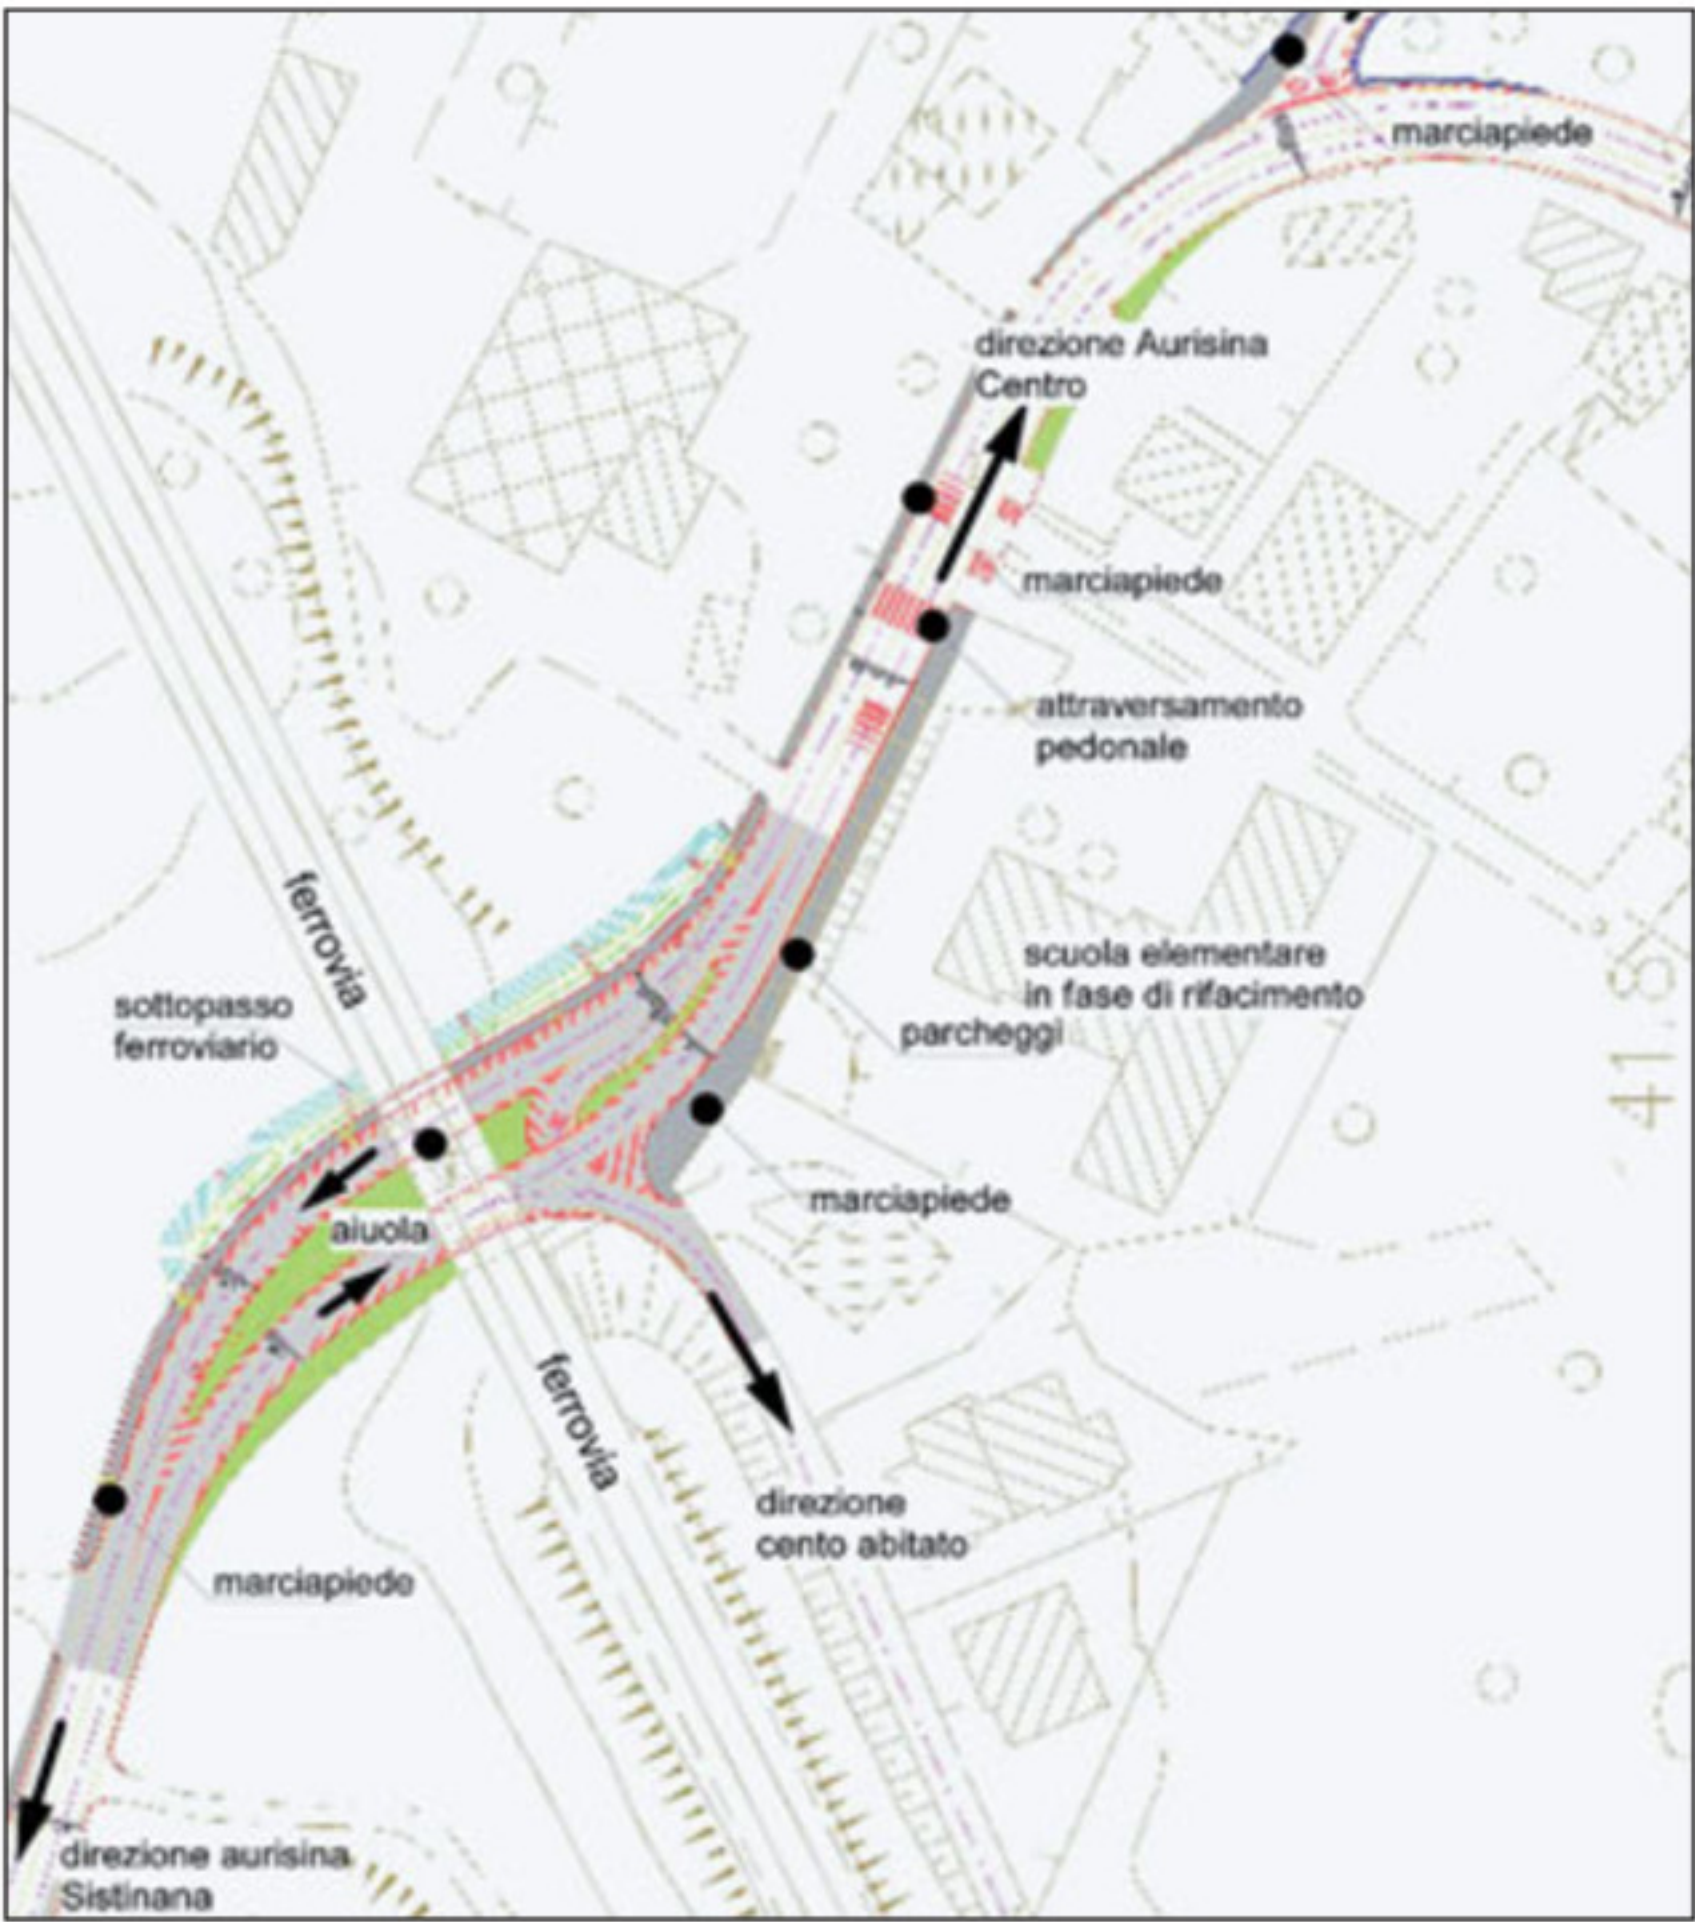 marciapiede
direzione Aurisina
Centro
marciapiede
attraversamento
pedonale
ferrovia
scuola elementare
in fase di rifacimento
sottopasso
ferroviario
parcheggi
marciapiede
aiuola
ferrovia
direzione
cento abitato
marciapiede
direzione aurisina
Sistinana